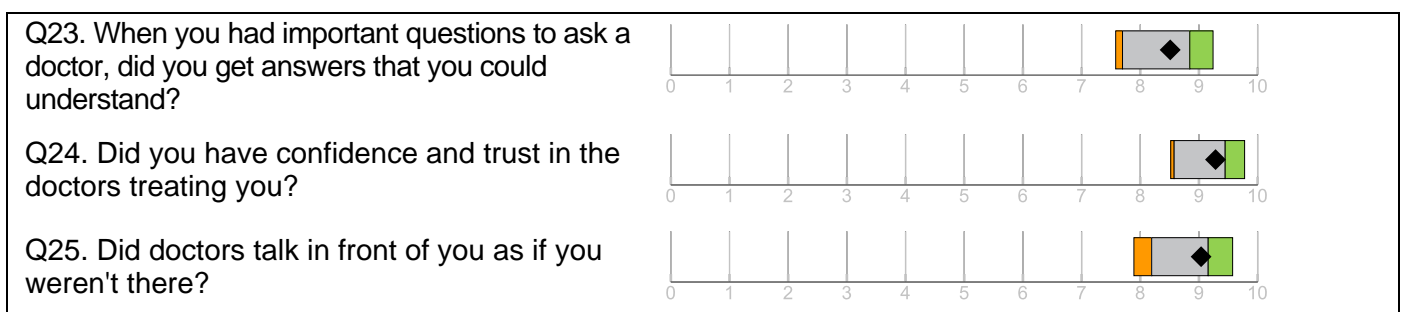 Q23. When you had important questions to ask a
doctor, did you get answers that you could
understand?
0 1 2 3 4 5 6 7 8 9 10
Q24. Did you have confidence and trust in the
doctors treating you?
0 1 2 3 4 5 6 7 8 9 10
Q25. Did doctors talk in front of you as if you
weren't there?
0 1 2 3 4 5 6 7 8 9 10